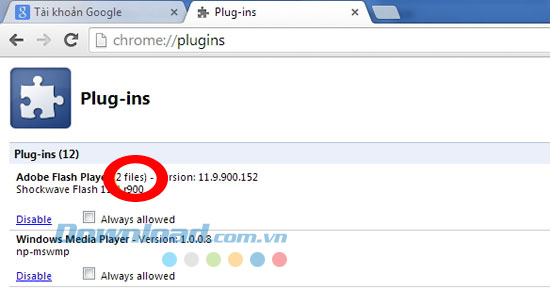 Tài khoản Google
Plug-ins
chrome://plugins
Plug-ins
Plug-ins (12)
Adobe Flash Player (2 files) - Version: 11.9.900.152
Shockwave Flash 11.9 r900
Disable Always allowed
Download.com.vn
Windows Media Player - Version: 1.0.0.8
np-mswmp
Disable Always allowed